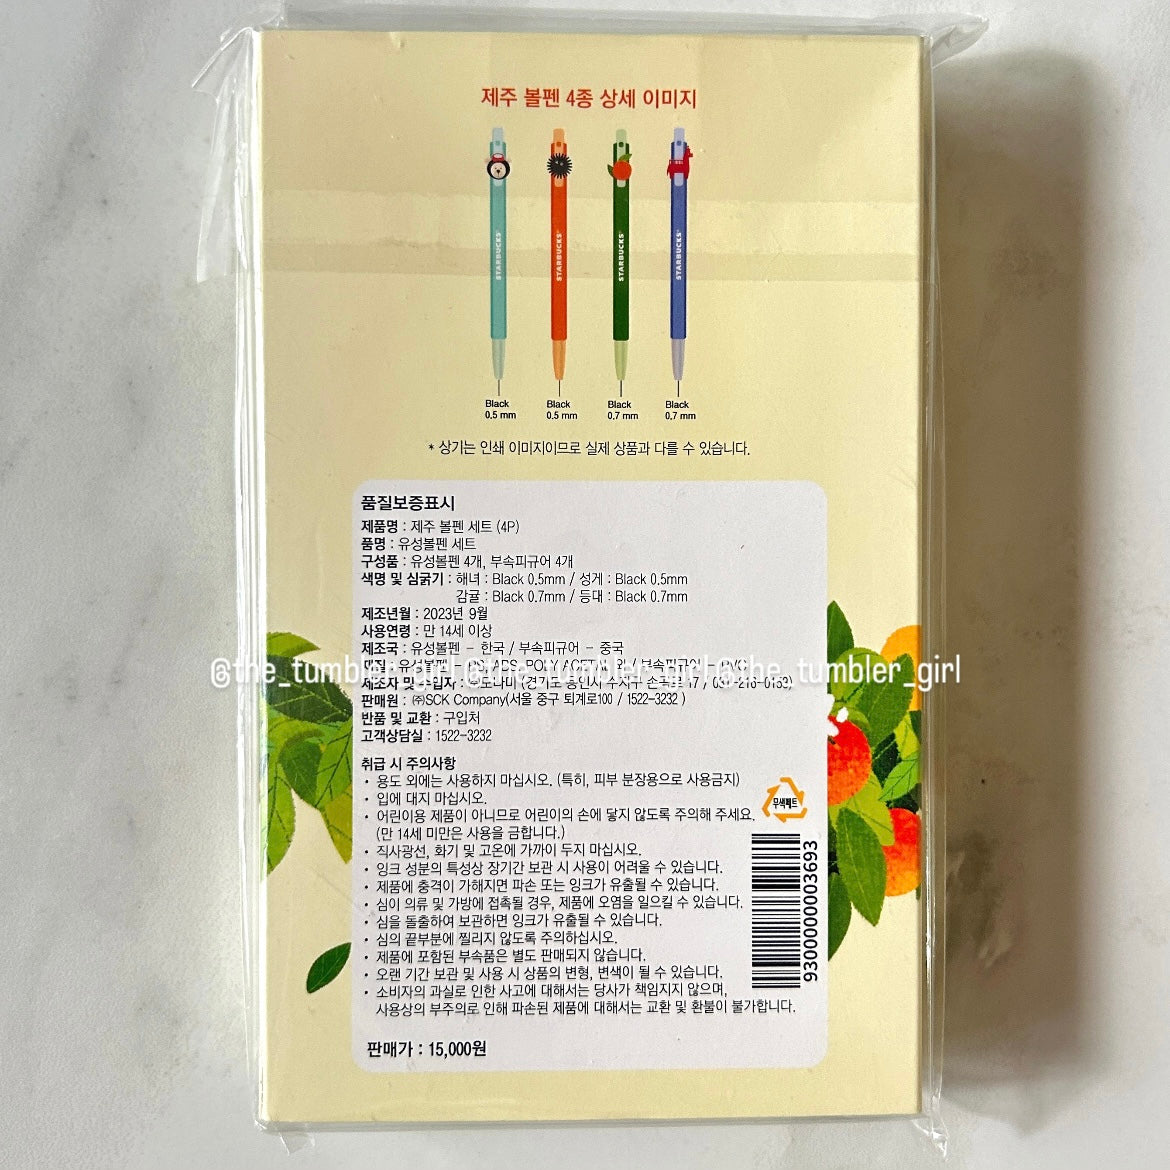 제주 볼펜 4종 상세 이미지
STARBUCKS
STARBUCKS
STARBUCKS
STARBUCKS
Black 0.5 mm
Black 0.5 mm
Black 0.7 mm
Black 0.7 mm
* 상기는 인쇄 이미지이므로 실제 상품과 다를 수 있습니다.
품질보증표시
제품명 : 제주 볼펜 세트 (4P)
품명 : 유성볼펜 세트
구성품 : 유성볼펜 4개, 부속피규어 4개
색명 및 심굵기 : 해녀 : Black 0.5mm / 성게 : Black 0.5mm
감귤 : Black 0.7mm / 등대 : Black 0.7mm
제조년월 : 2023년 9월
사용연령 : 만 14세 이상
제조국 : 유성볼펜 - 한국 / 부속피규어 - 중국
@the_tumbler_girl @the_tumbler_girl @the_tumbler_girl
유성볼펜 / 부속피규어 - PVC
제조자 및 수입자 :
판매원 : ㈜SCK Company(서울 중구 퇴계로100 / 1522-3232 )
반품 및 교환 : 구입처
고객상담실 : 1522-3232
취급 시 주의사항
• 용도 외에는 사용하지 마십시오. (특히, 피부 분장용으로 사용금지)
• 입에 대지 마십시오.
• 어린이용 제품이 아니므로 어린이의 손에 닿지 않도록 주의해 주세요.
(만 14세 미만은 사용을 금합니다.)
• 직사광선, 화기 및 고온에 가까이 두지 마십시오.
• 잉크 성분의 특성상 장기간 보관 시 사용이 어려울 수 있습니다.
• 제품에 충격이 가해지면 파손 또는 잉크가 유출될 수 있습니다.
• 심이 의류 및 가방에 접촉될 경우, 제품에 오염을 일으킬 수 있습니다.
• 심을 돌출하여 보관하면 잉크가 유출될 수 있습니다.
• 심의 끝부분에 찔리지 않도록 주의하십시오.
• 제품에 포함된 부속품은 별도 판매되지 않습니다.
• 오랜 기간 보관 및 사용 시 상품의 변형, 변색이 될 수 있습니다.
• 소비자의 과실로 인한 사고에 대해서는 당사가 책임지지 않으며,
사용상의 부주의로 인해 파손된 제품에 대해서는 교환 및 환불이 불가합니다.
무색페트
9300000003693
판매가 : 15,000원